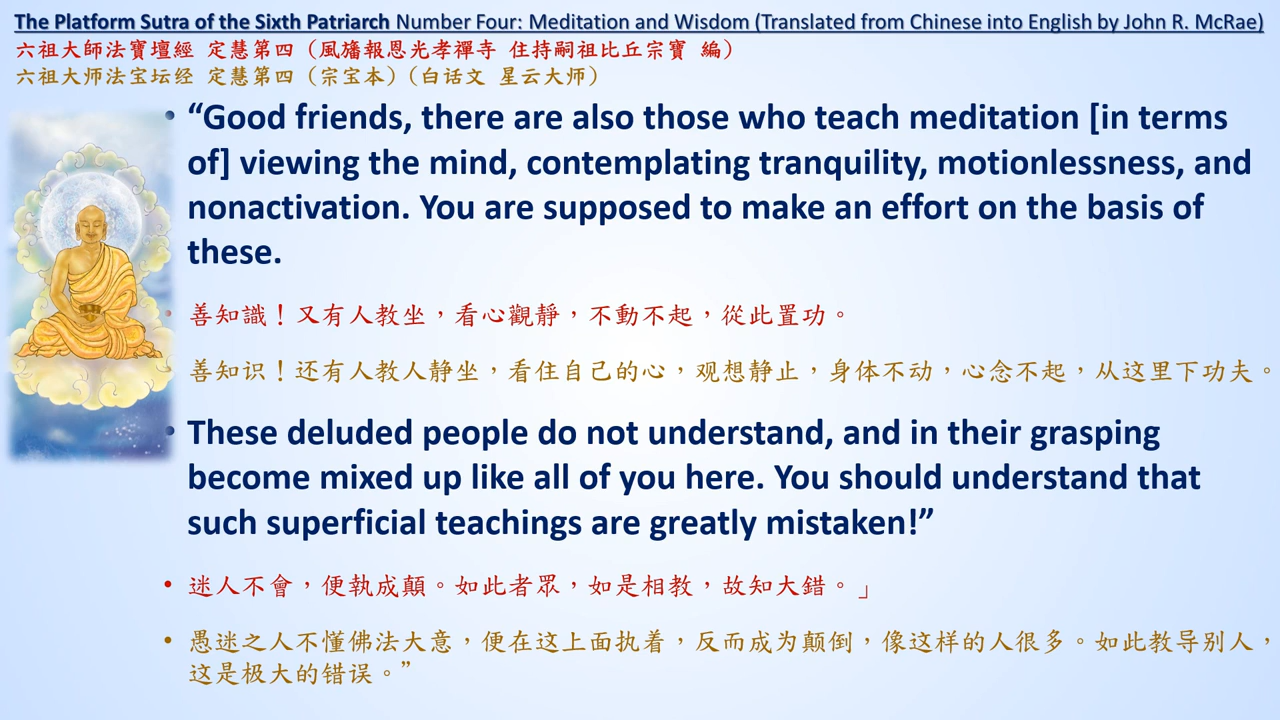 The Platform Sutra of the Sixth Patriarch Number Four: Meditation and Wisdom (Translated from Chinese into English by John R. McRae)
六祖大師法寶壇經 定慧第四 (風旛報恩光孝禪寺 住持嗣祖比丘宗寶 編)
六祖大师法宝坛经 定慧第四 (宗宝本) (白话文 星云大师)
• “Good friends, there are also those who teach meditation [in terms
of] viewing the mind, contemplating tranquility, motionlessness, and
nonactivation. You are supposed to make an effort on the basis of
these.
• 善知識！又有人教坐，看心觀靜，不動不起，從此置功。
善知识！还有人教人静坐，看住自己的心，观想静止，身体不动，心念不起，从这里下功夫。
• These deluded people do not understand, and in their grasping
become mixed up like all of you here. You should understand that
such superficial teachings are greatly mistaken!”
• 迷人不會，便執成顛。如此者眾，如是相教，故知大錯。」
• 愚迷之人不懂佛法大意，便在这上面执着，反而成为颠倒，像这样的人很多。如此教导别人，
这是极大的错误。”